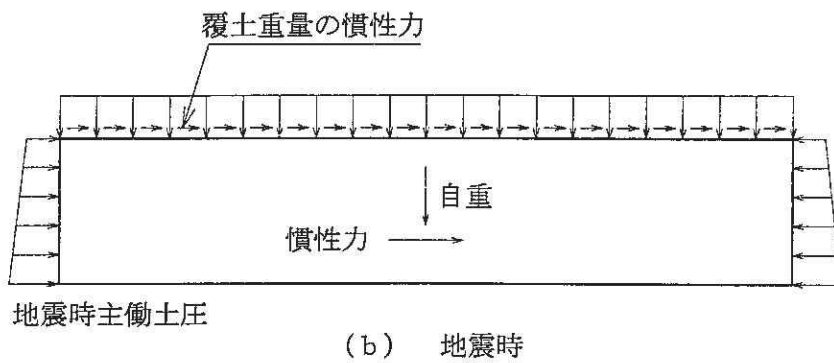 覆土重量の慣性力
自重
慣性力
地震時主働土圧
(b) 地震時